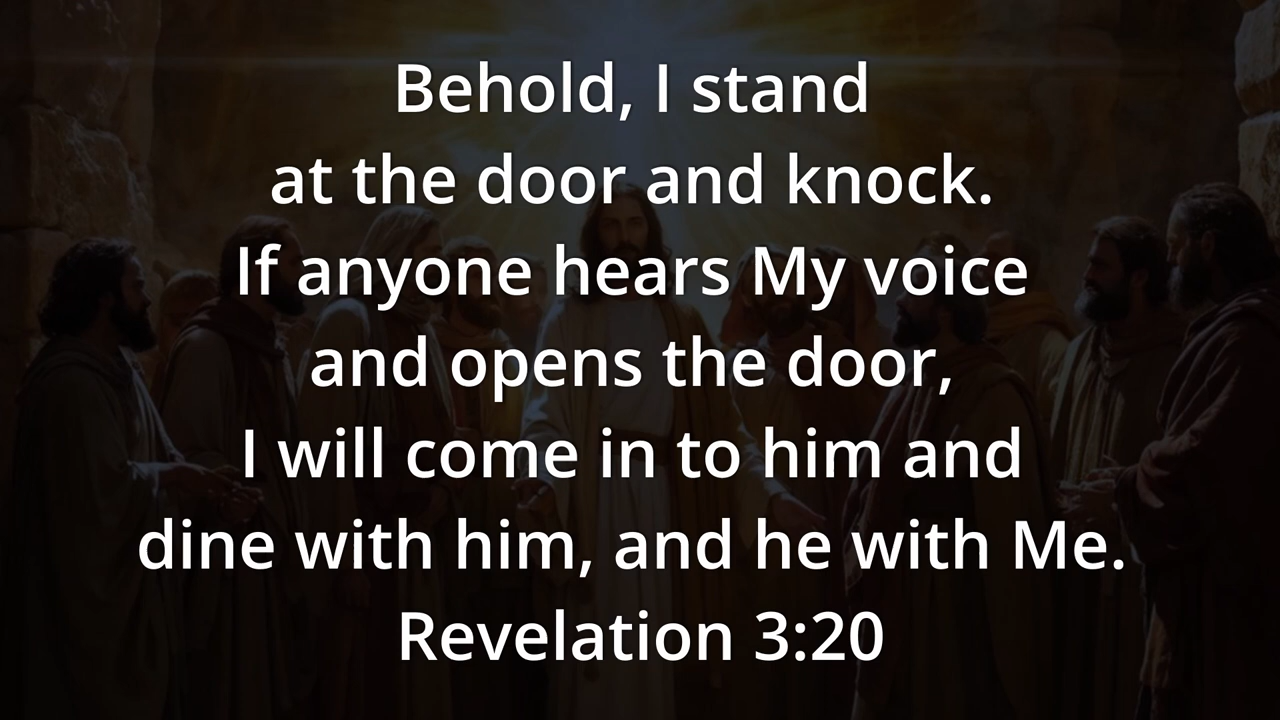 Behold, I stand
at the door and knock.
If anyone hears My voice
and opens the door,
I will come in to him and
dine with him, and he with Me.
Revelation 3:20